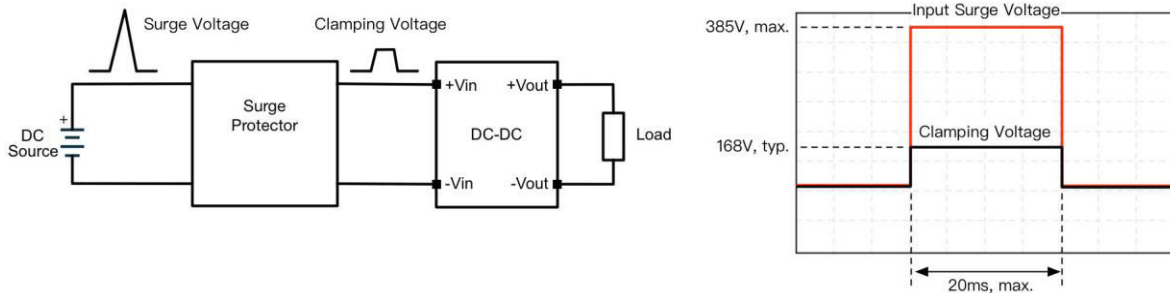 Surge Voltage
Clamping Voltage
+
DC
Source
Surge
Protector
+Vin
+Vout
DC-DC
-Vin
-Vout
Load
Input Surge Voltage
385V, max.
Clamping Voltage
168V, typ.
20ms, max.